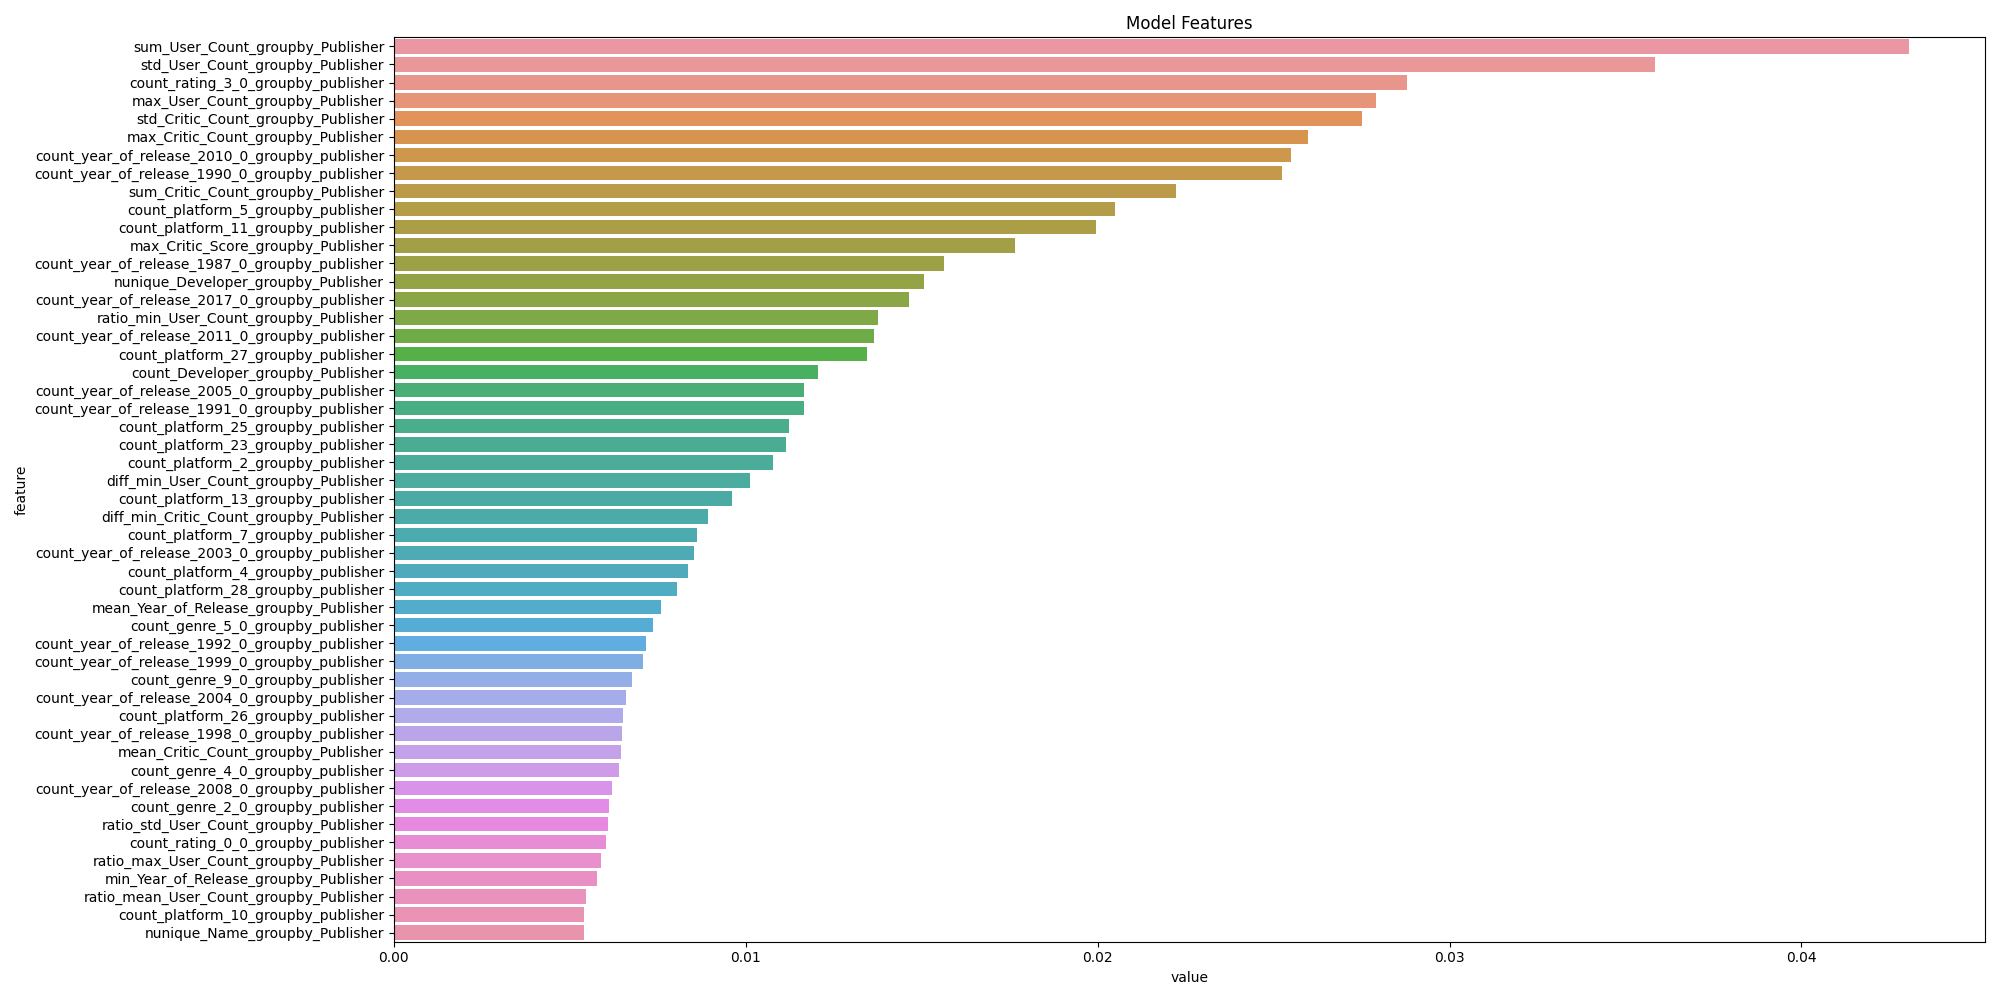 Model Features
sum_User_Count_groupby_Publisher
std_User_Count_groupby_Publisher
count_rating_3_0_groupby_publisher
max_User_Count_groupby_Publisher
std_Critic_Count_groupby_Publisher
max_Critic_Count_groupby_Publisher
count_year_of_release_2010_0_groupby_publisher
count_year_of_release_1990_0_groupby_publisher
sum_Critic_Count_groupby_Publisher
count_platform_5_groupby_publisher
count_platform_11_groupby_publisher
max_Critic_Score_groupby_Publisher
count_year_of_release_1987_0_groupby_publisher
nunique_Developer_groupby_Publisher
count_year_of_release_2017_0_groupby_publisher
ratio_min_User_Count_groupby_Publisher
count_year_of_release_2011_0_groupby_publisher
count_platform_27_groupby_publisher
count_Developer_groupby_Publisher
count_year_of_release_2005_0_groupby_publisher
count_year_of_release_1991_0_groupby_publisher
count_platform_25_groupby_publisher
count_platform_23_groupby_publisher
count_platform_2_groupby_publisher
diff_min_User_Count_groupby_Publisher
count_platform_13_groupby_publisher
diff_min_Critic_Count_groupby_Publisher
count_platform_7_groupby_publisher
count_year_of_release_2003_0_groupby_publisher
count_platform_4_groupby_publisher
count_platform_28_groupby_publisher
mean_Year_of_Release_groupby_Publisher
count_genre_5_0_groupby_publisher
count_year_of_release_1992_0_groupby_publisher
count_year_of_release_1999_0_groupby_publisher
count_genre_9_0_groupby_publisher
count_year_of_release_2004_0_groupby_publisher
count_platform_26_groupby_publisher
count_year_of_release_1998_0_groupby_publisher
mean_Critic_Count_groupby_Publisher
count_genre_4_0_groupby_publisher
count_year_of_release_2008_0_groupby_publisher
count_genre_2_0_groupby_publisher
ratio_std_User_Count_groupby_Publisher
count_rating_0_0_groupby_publisher
ratio_max_User_Count_groupby_Publisher
min_Year_of_Release_groupby_Publisher
ratio_mean_User_Count_groupby_Publisher
count_platform_10_groupby_publisher
nunique_Name_groupby_Publisher
feature
0.00 0.01 0.02 0.03 0.04
value